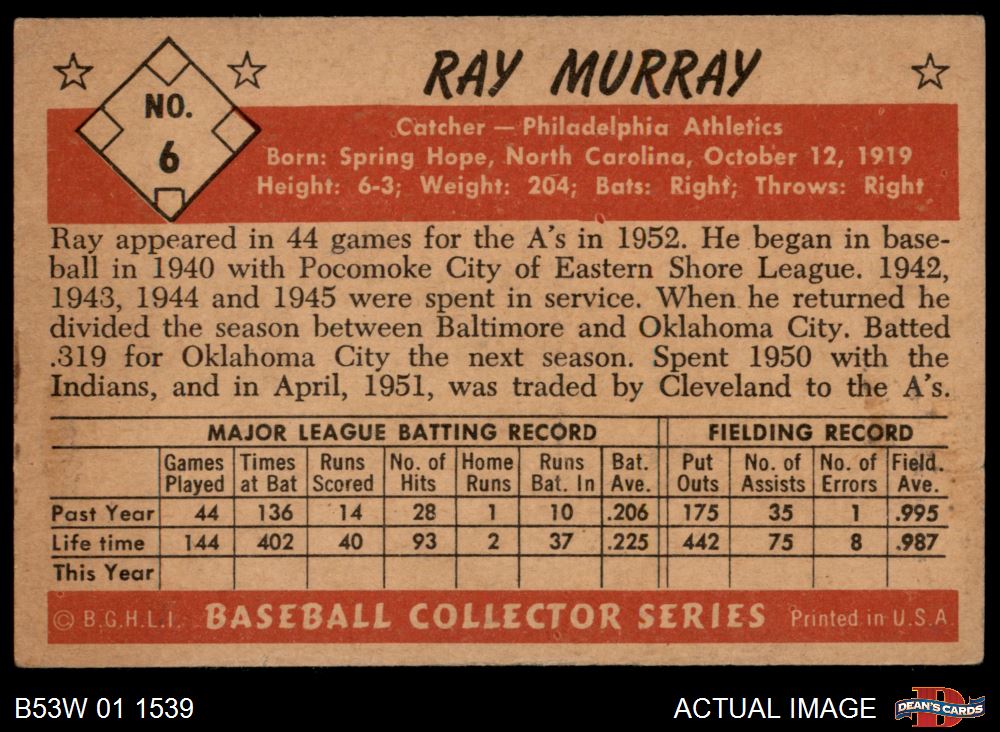 RAY MURRAY
NO.
6
Catcher — Philadelphia Athletics
Born: Spring Hope, North Carolina, October 12, 1919
Height: 6-3; Weight: 204; Bats: Right; Throws: Right
Ray appeared in 44 games for the A's in 1952. He began in base-
ball in 1940 with Pocomoke City of Eastern Shore League. 1942,
1943, 1944 and 1945 were spent in service. When he returned he
divided the season between Baltimore and Oklahoma City. Batted
.319 for Oklahoma City the next season. Spent 1950 with the
Indians, and in April, 1951, was traded by Cleveland to the A's.
MAJOR LEAGUE BATTING RECORD FIELDING RECORD
Games Times Runs No. of Home Runs Bat. Put No. of No. of Field.
Played at Bat Scored Hits Runs Bat. In Ave. Outs Assists Errors Ave.
Past Year 44 136 14 28 1 10 .206 175 35 1 .995
Life time 144 402 40 93 2 37 .225 442 75 8 .987
This Year
© B.G.H.L.I. BASEBALL COLLECTOR SERIES Printed in U.S.A.
B53W 01 1539 ACTUAL IMAGE DEAN'S CARDS